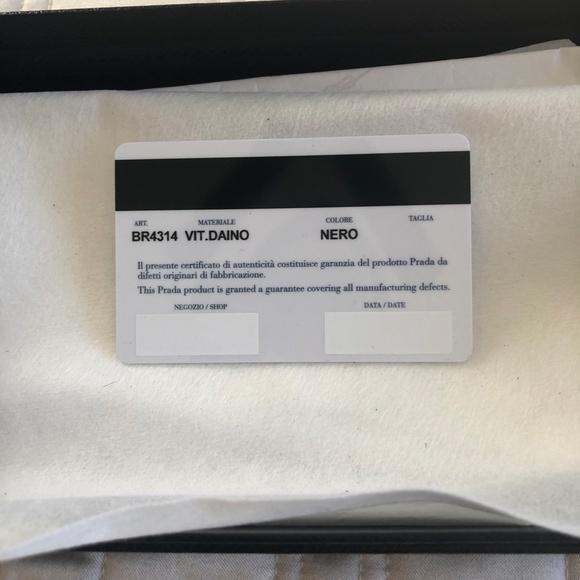 ART. MATERIALE COLORE TAGLIA
BR4314 VIT.DAINO NERO
Il presente certificato di autenticità costituisce garanzia del prodotto Prada da
difetti originari di fabbricazione.
This Prada product is granted a guarantee covering all manufacturing defects.
NEGOZIO / SHOP DATA / DATE